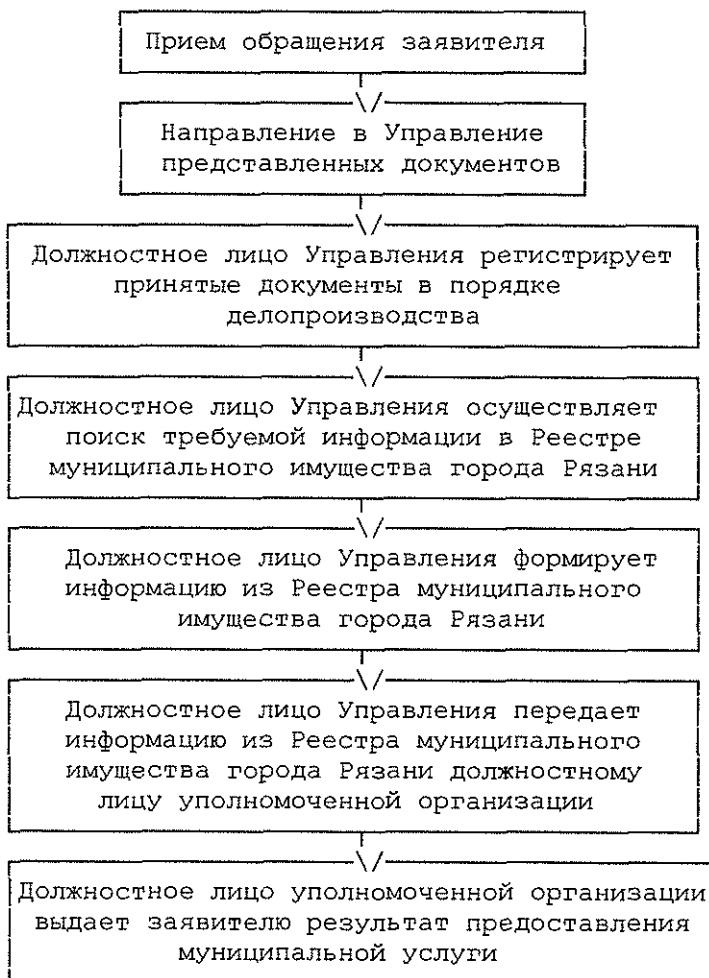 Прием обращения заявителя
Направление в Управление
представленных документов
Должностное лицо Управления регистрирует
принятые документы в порядке
делопроизводства
Должностное лицо Управления осуществляет
поиск требуемой информации в Реестре
муниципального имущества города Рязани
Должностное лицо Управления формирует
информацию из Реестра муниципального
имущества города Рязани
Должностное лицо Управления передает
информацию из Реестра муниципального
имущества города Рязани должностному
лицу уполномоченной организации
Должностное лицо уполномоченной организации
выдает заявителю результат предоставления
муниципальной услуги